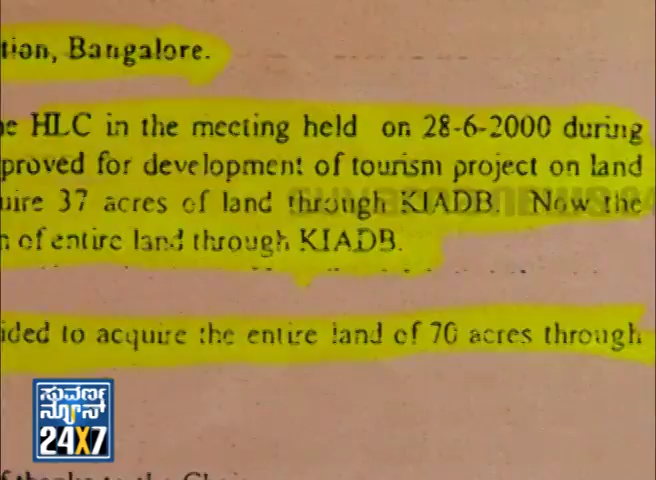 tion, Bangalore.
e HLC in the meeting held on 28-6-2000 during
proved for development of tourism project on land
uire 37 acres of land through KIADB. Now the
n of entire land through KIADB.
ided to acquire the entire land of 70 acres through
ಸುವರ್ಣ
ನ್ಯೂಸ್
24X7